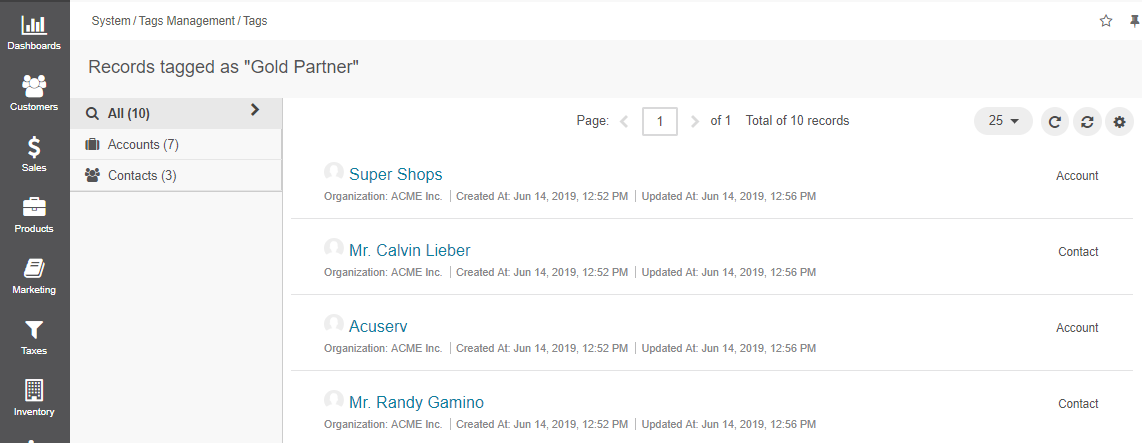 System / Tags Management / Tags
Dashboards
Customers
Sales
Products
Marketing
Taxes
Inventory
Records tagged as "Gold Partner"
All (10)
Accounts (7)
Contacts (3)
Page: 1 of 1 Total of 10 records 25
Super Shops Account
Organization: ACME Inc. Created At: Jun 14, 2019, 12:52 PM Updated At: Jun 14, 2019, 12:56 PM
Mr. Calvin Lieber Contact
Organization: ACME Inc. Created At: Jun 14, 2019, 12:52 PM Updated At: Jun 14, 2019, 12:56 PM
Acuserv Account
Organization: ACME Inc. Created At: Jun 14, 2019, 12:52 PM Updated At: Jun 14, 2019, 12:56 PM
Mr. Randy Gamino Contact
Organization: ACME Inc. Created At: Jun 14, 2019, 12:52 PM Updated At: Jun 14, 2019, 12:56 PM